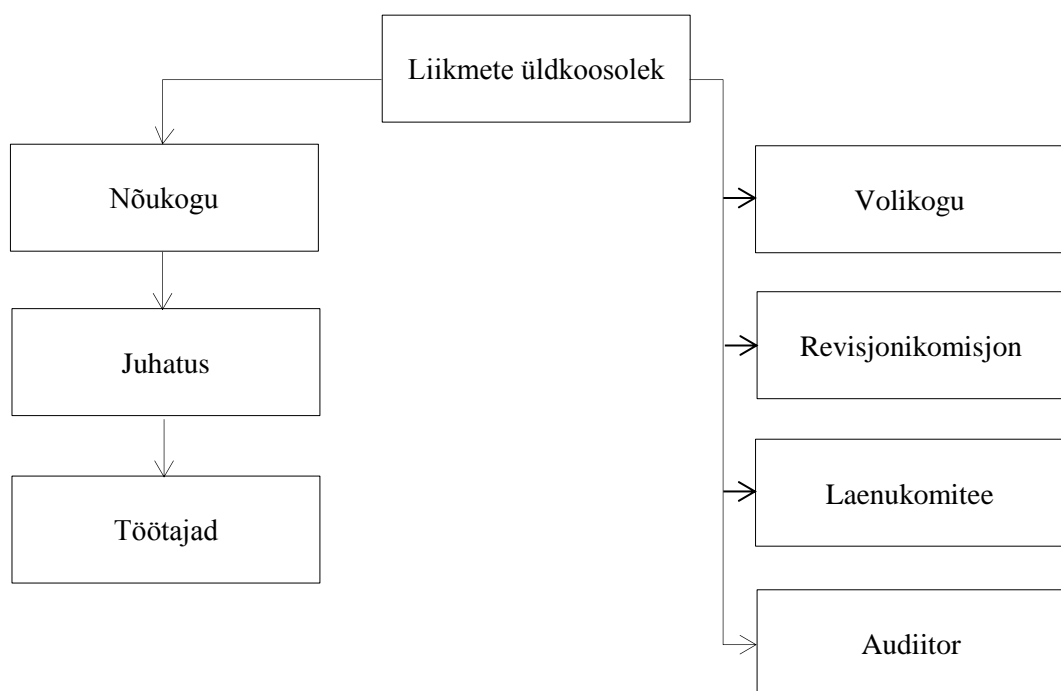 Liikmete üldkoosolek
Nõukogu
Juhatus
Töötajad
Volikogu
Revisjonikomisjon
Laenukomitee
Audiitor